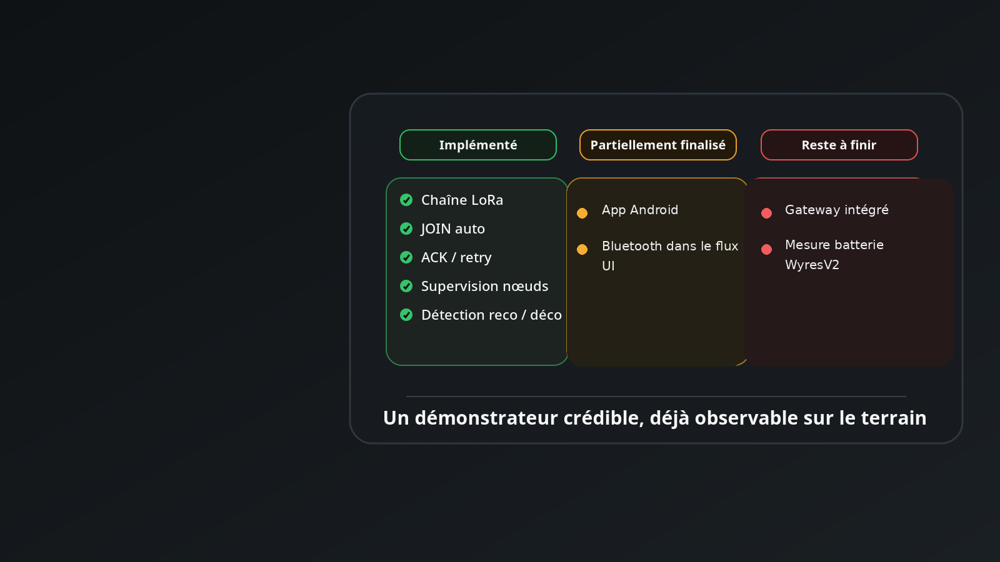 Implémenté
Partiellement finalisé
Reste à finir
Chaîne LoRa
JOIN auto
ACK / retry
Supervision nœuds
Détection reco / déco
App Android
Bluetooth dans le flux
UI
Gateway intégré
Mesure batterie
WyresV2
Un démonstrateur crédible, déjà observable sur le terrain